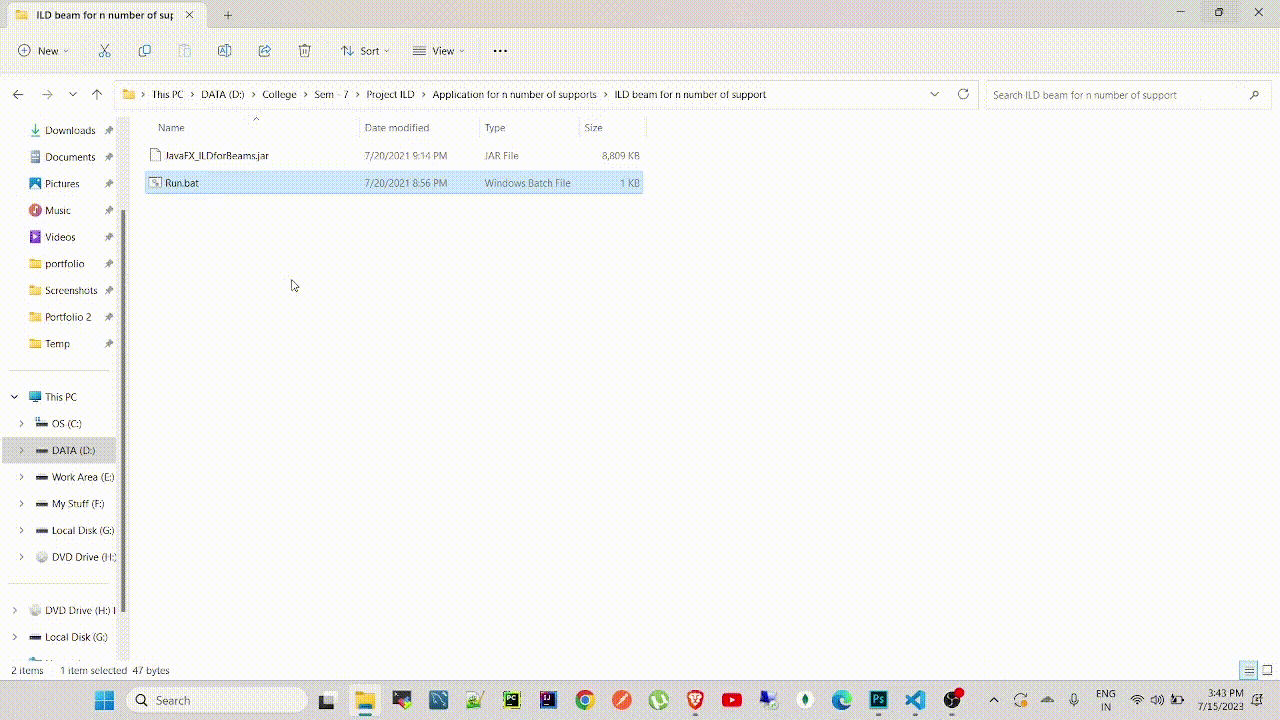 ILD beam for n number of sup
New
Sort
View
This PC > DATA (D:) > College > Sem - 7 > Project ILD > Application for n number of supports > ILD beam for n number of support
Search ILD beam for n number of support
Name Date modified Type Size
JavaFX_ILDforBeams.jar 7/20/2021 9:14 PM JAR File 8,809 KB
Run.bat 7/20/2021 8:56 PM Windows Batch File 1 KB
Downloads
Documents
Pictures
Music
Videos
portfolio
Screenshots
Portfolio 2
Temp
This PC
OS (C:)
DATA (D:)
Work Area (E:)
My Stuff (F:)
Local Disk (G:)
DVD Drive (H:
DVD Drive (H:)
Local Disk (G:)
2 items 1 item selected 47 bytes
Search
PC
IJ
Ps
ENG
IN
:43 PM
7/15/2023